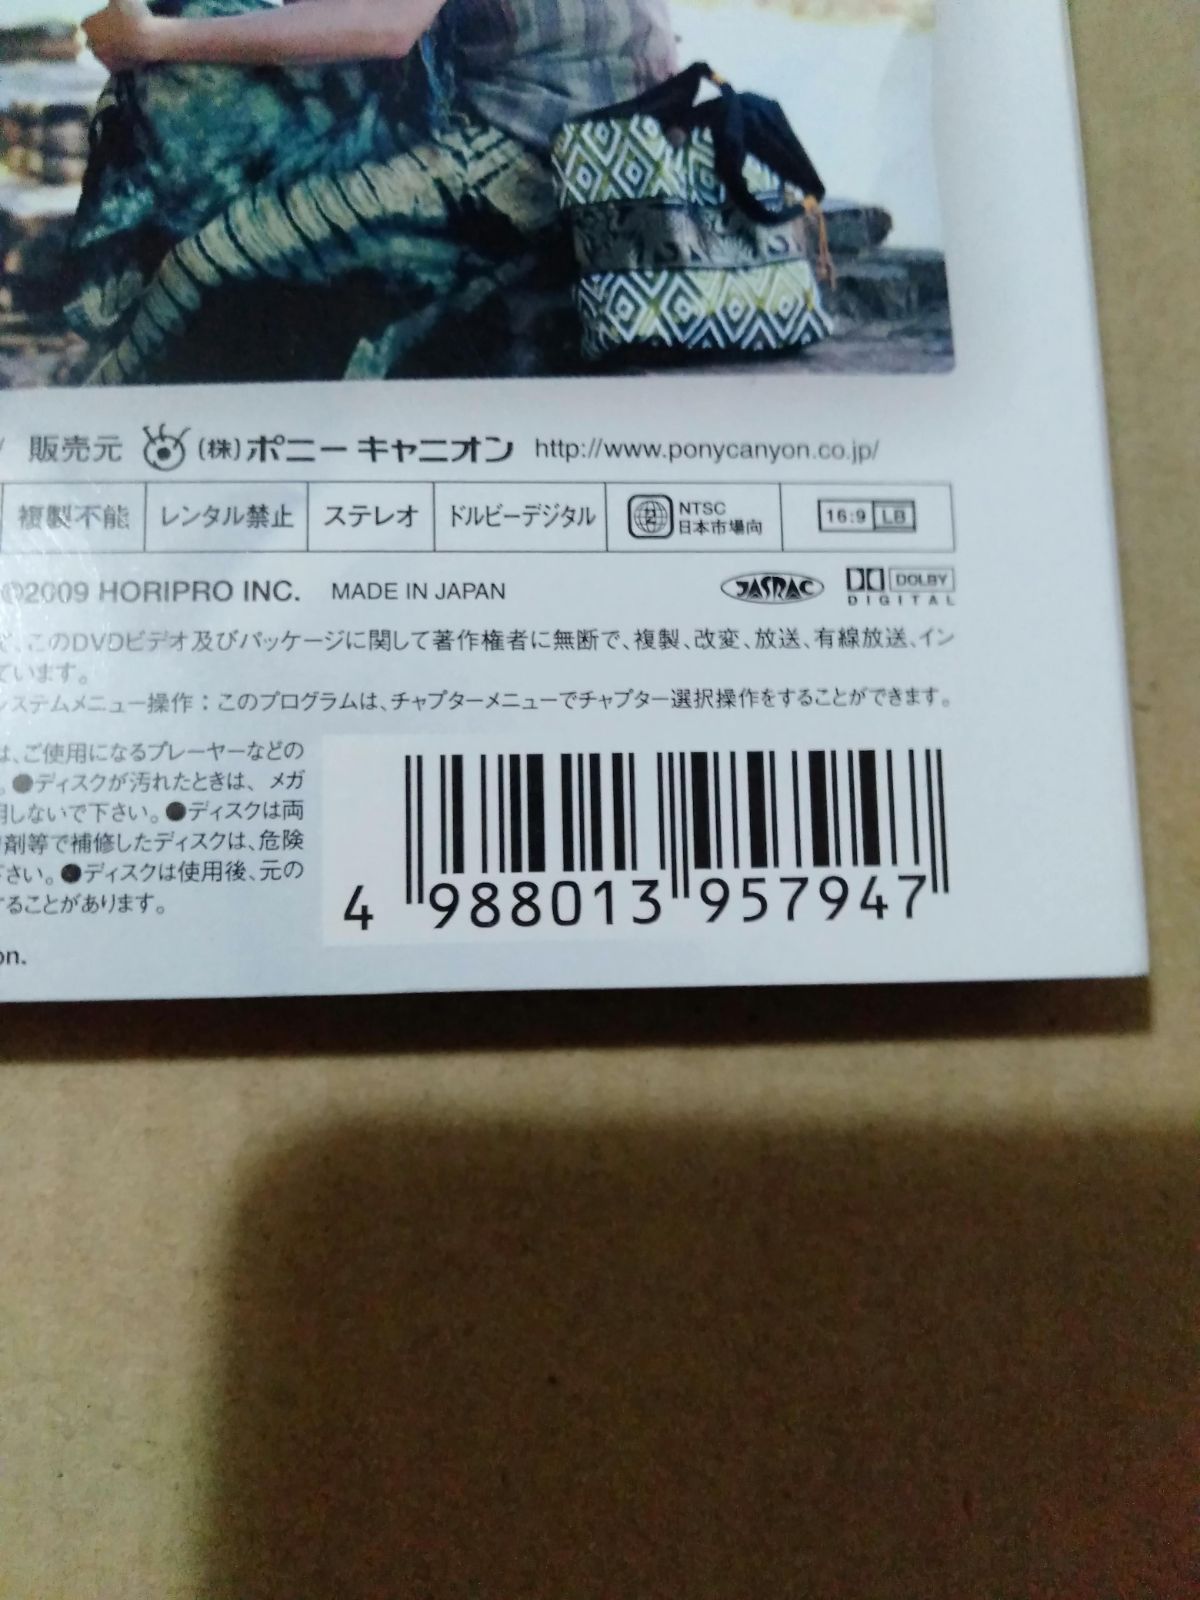 販売元 (株)ポニーキャニオン http://www.ponycanyon.co.jp/
複製不能 レンタル禁止 ステレオ ドルビーデジタル 2 NTSC 日本市場向 16:9 LB
©2009 HORIPRO INC. MADE IN JAPAN JASRAC DOLBY DIGITAL
、このDVDビデオ及びパッケージに関して著作権者に無断で、複製、改変、放送、有線放送、イン
ています。
システムメニュー操作：このプログラムは、チャプターメニューでチャプター選択操作をすることができます。
は、ご使用になるプレーヤーなどの
。●ディスクが汚れたときは、メガ
用しないで下さい。●ディスクは両
剤等で補修したディスクは、危険
ださい。●ディスクは使用後、元の
することがあります。
on.
4 988013 957947